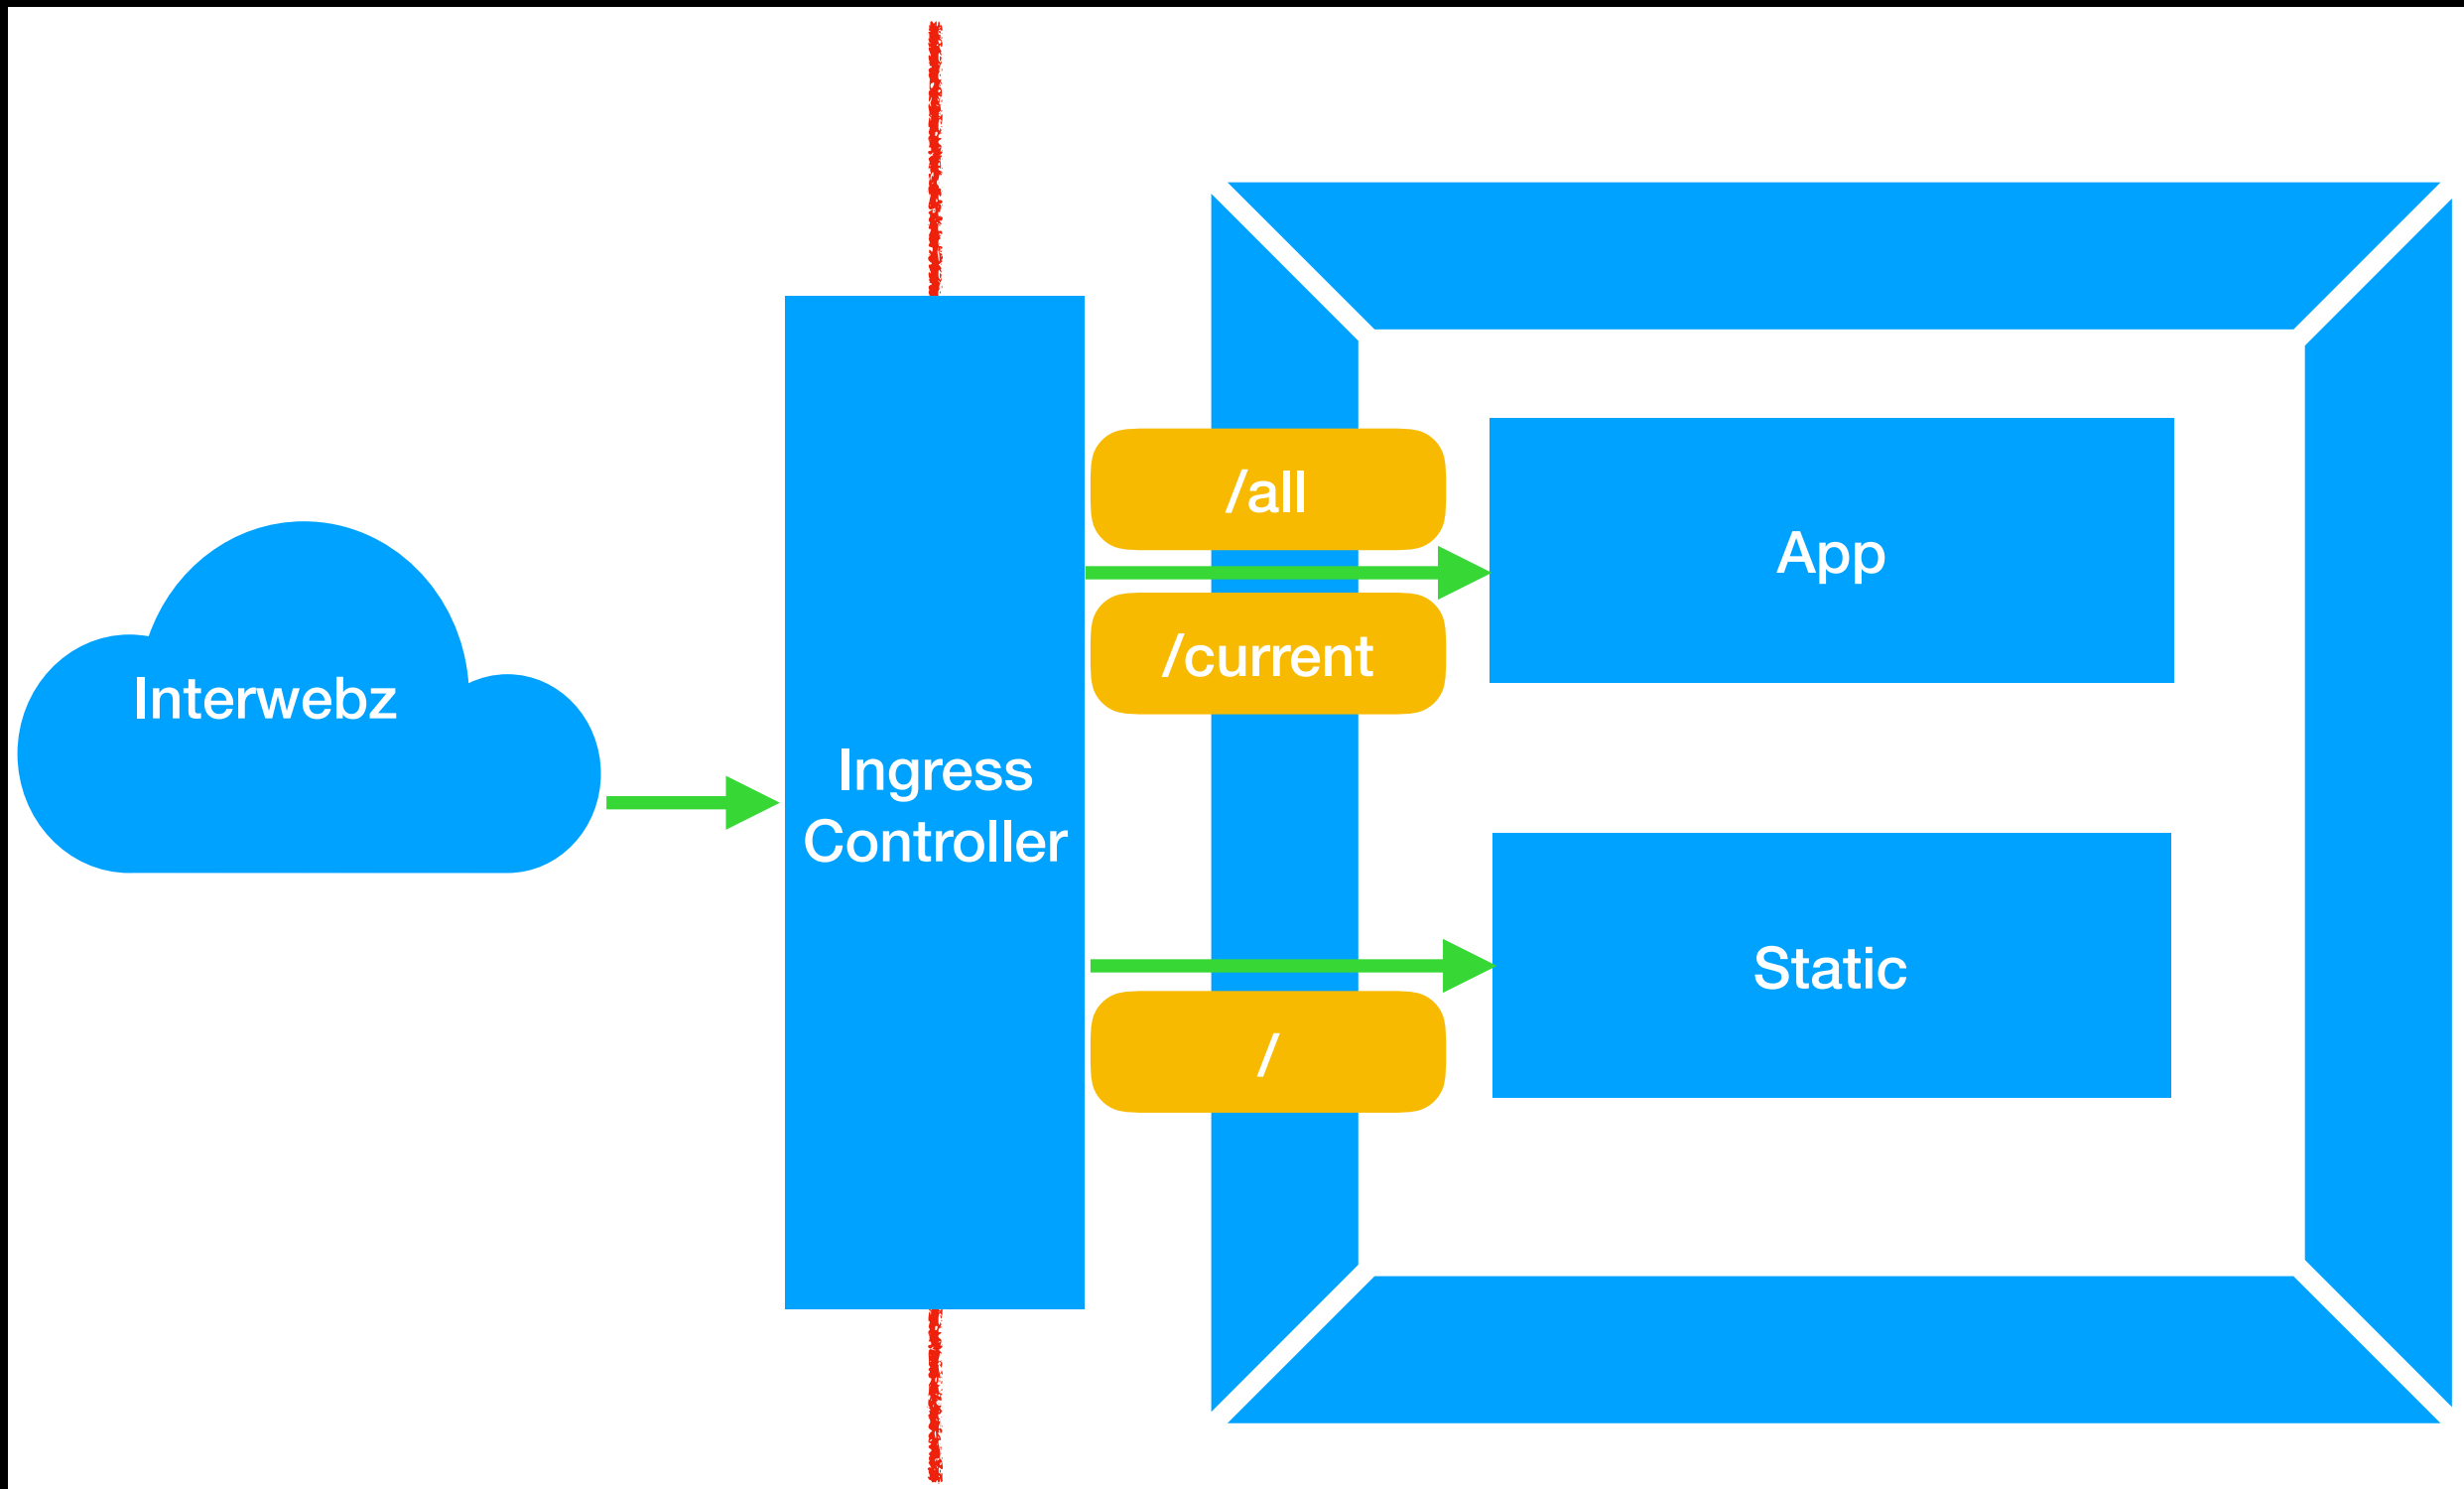 Interwebz
Ingress
Controller
/all
/current
/
App
Static